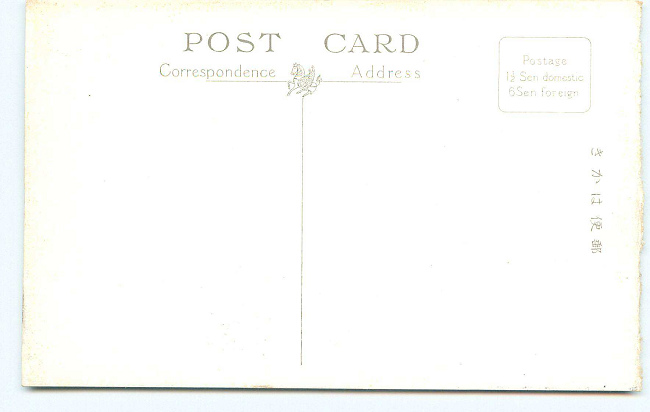 POST CARD
Correspondence Address
Postage
1½ Sen domestic
6 Sen foreign
郵便はかき